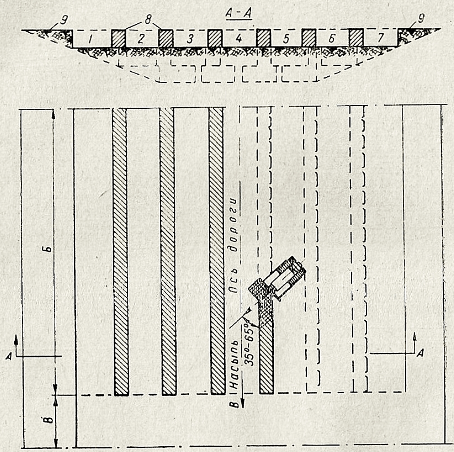 А-А
9 8 9
1 2 3 4 5 6 7
Б
Ось дороги
В Насыпь
35°-65°
А А
В